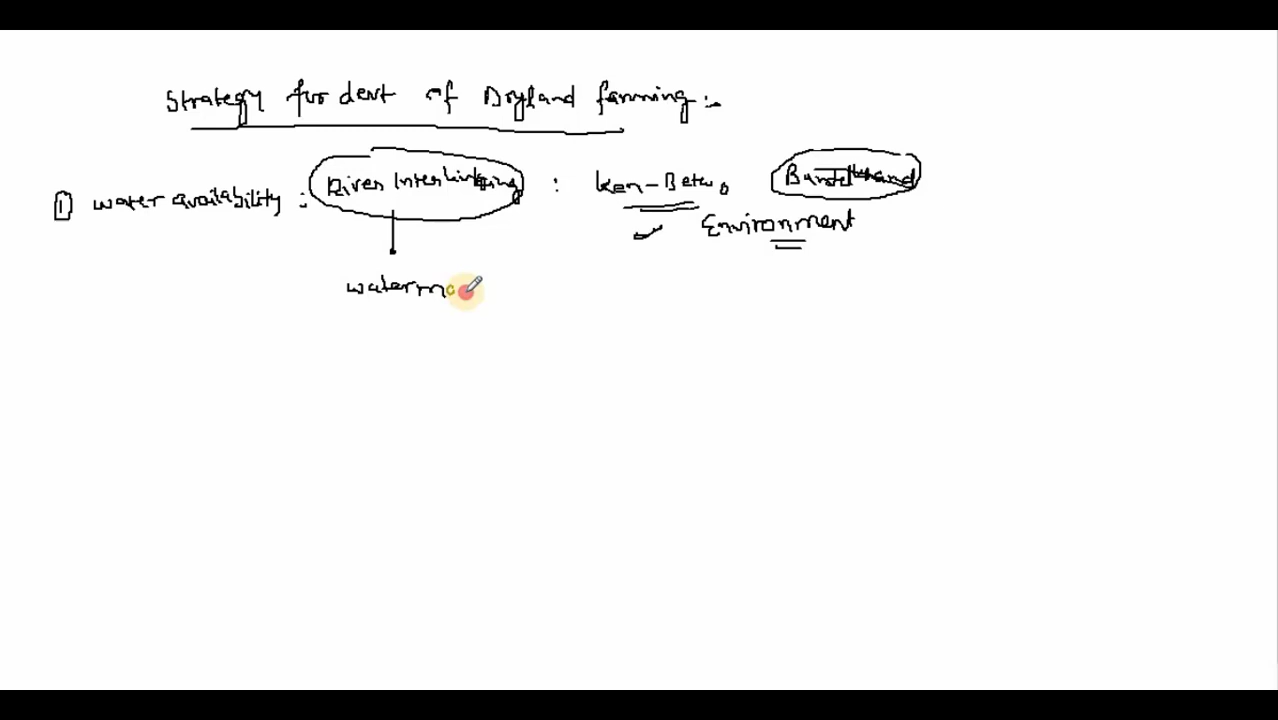 Strategy for devt of Dryland farming :-
1 water availability : River Interlinking : Ken-Betwa Bundelkhand
Environment
waterma